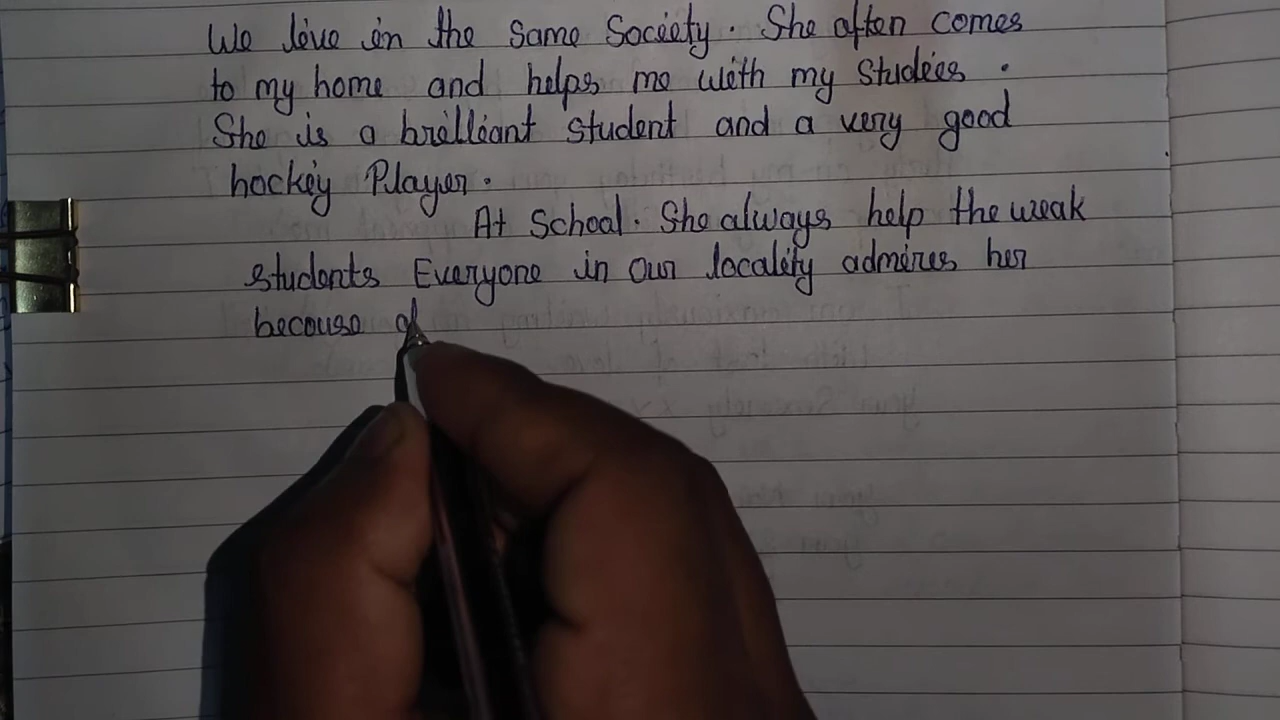 We live in the same Society. She often comes
to my home and helps me with my studies.
She is a brilliant student and a very good
hockey Player.
At School. She always help the weak
students Everyone in our locality admires her
because of